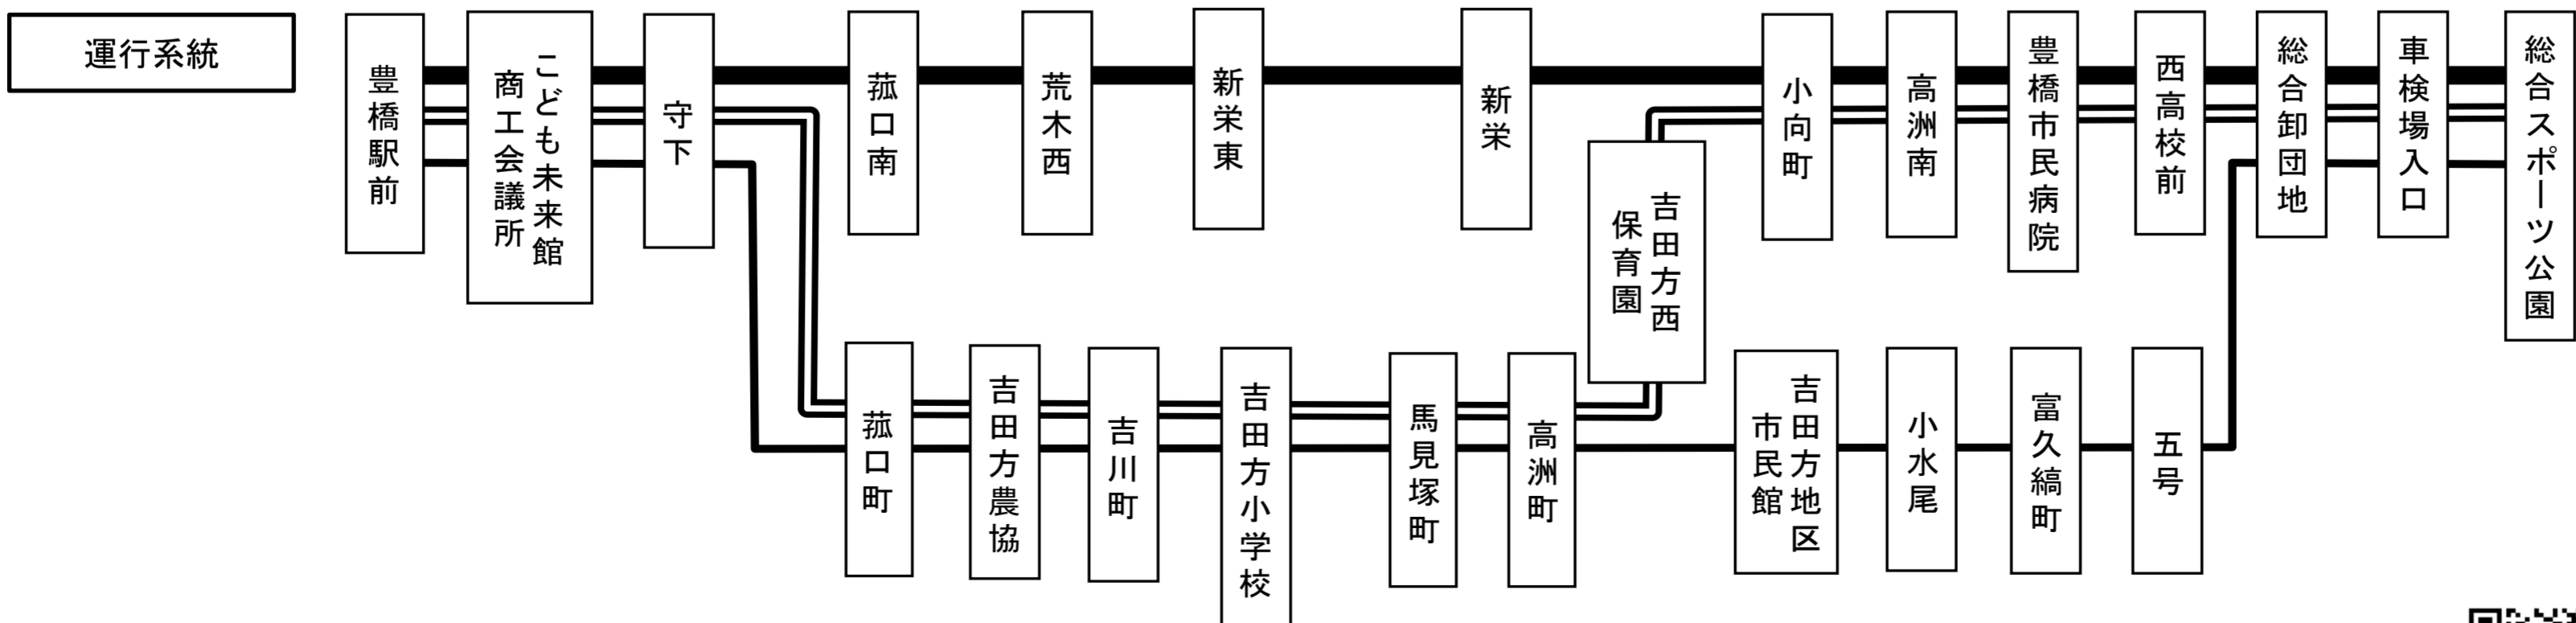 運行系統
豊橋駅前
こども未来館
商工会議所
守下
菰口南
荒木西
新栄東
新栄
小向町
高洲南
豊橋市民病院
西高校前
総合卸団地
車検場入口
総合スポーツ公園
吉田方西
保育園
菰口町
吉田方農協
吉川町
吉田方小学校
馬見塚町
高洲町
吉田方地区
市民館
小水尾
富久縞町
五号